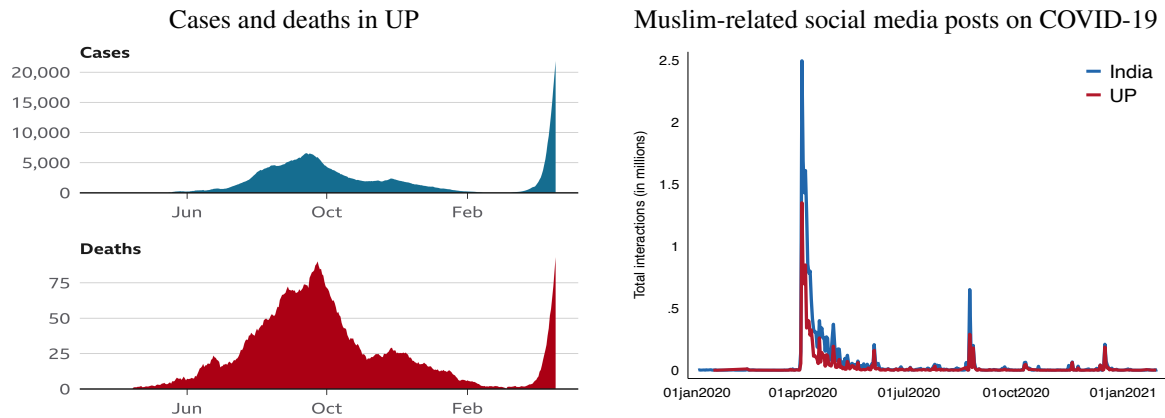 Cases and deaths in UP
Cases
20,000
15,000
10,000
5,000
0
Jun Oct Feb
Deaths
75
50
25
0
Jun Oct Feb
Muslim-related social media posts on COVID-19
Total interactions (in millions)
2.5
2
1.5
1
.5
0
India
UP
01jan2020 01apr2020 01jul2020 01oct2020 01jan2021